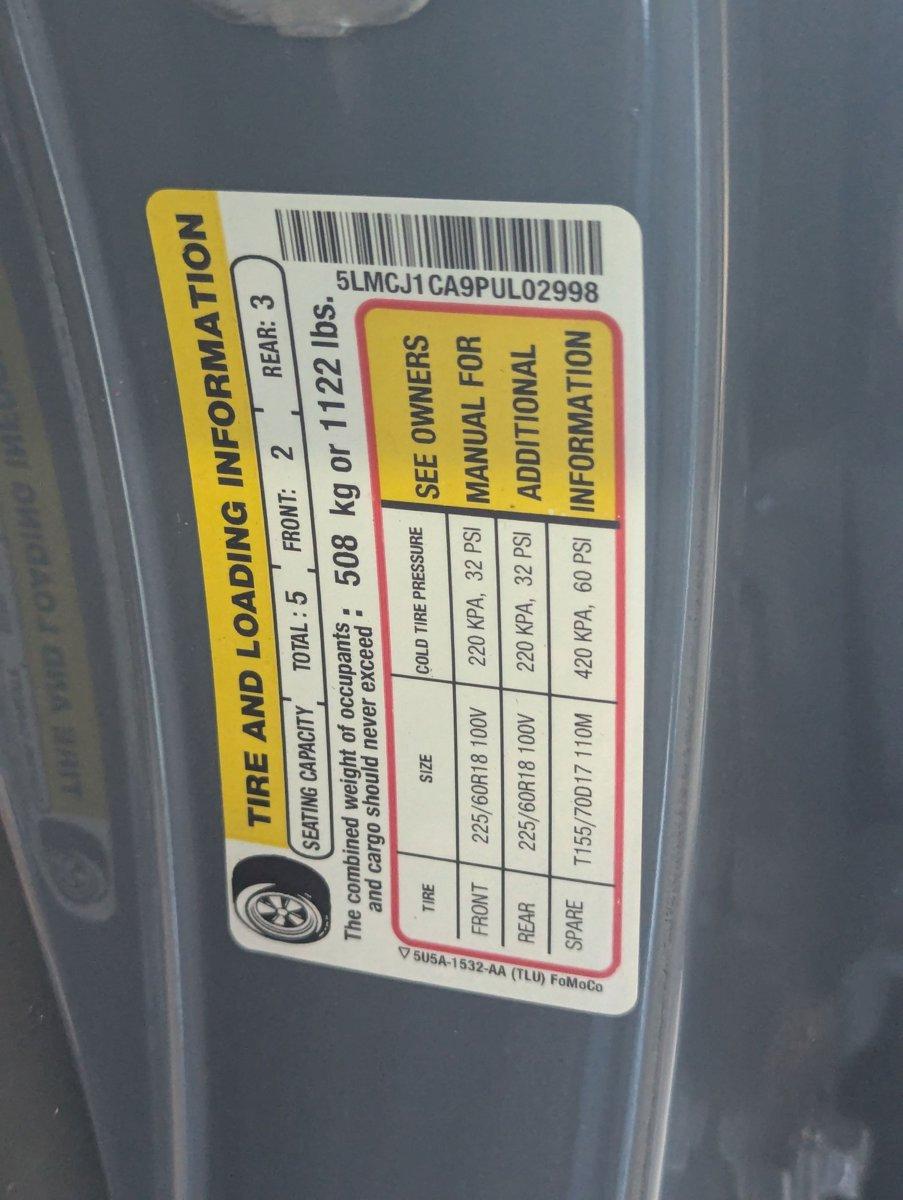 TIRE AND LOADING INFORMATION
SEATING CAPACITY TOTAL : 5 FRONT: 2 REAR: 3
The combined weight of occupants and cargo should never exceed : 508 kg or 1122 lbs.
5LMCJ1CA9PUL02998
TIRE SIZE COLD TIRE PRESSURE
FRONT 225/60R18 100V 220 KPA, 32 PSI
REAR 225/60R18 100V 220 KPA, 32 PSI
SPARE T155/70D17 110M 420 KPA, 60 PSI
SEE OWNERS
MANUAL FOR
ADDITIONAL
INFORMATION
5U5A-1532-AA (TLU) FoMoCo